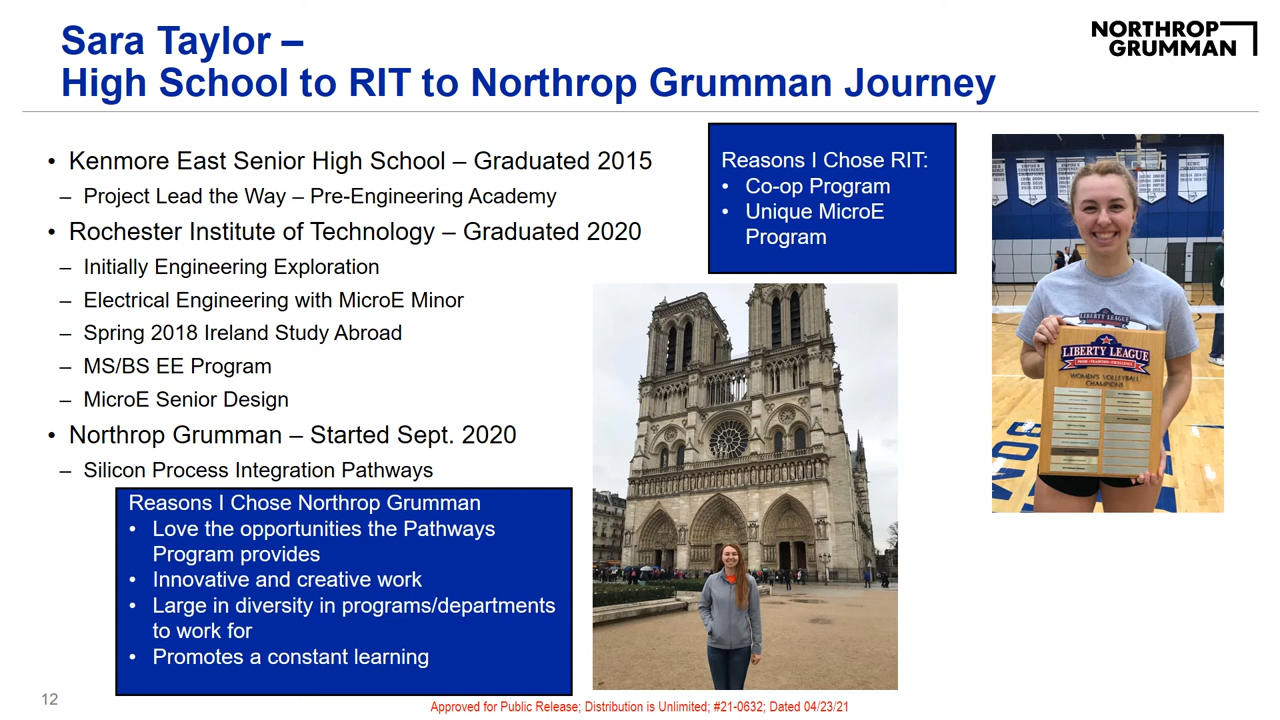 Sara Taylor –
High School to RIT to Northrop Grumman Journey
NORTHROP
GRUMMAN
• Kenmore East Senior High School – Graduated 2015
– Project Lead the Way – Pre-Engineering Academy
• Rochester Institute of Technology – Graduated 2020
– Initially Engineering Exploration
– Electrical Engineering with MicroE Minor
– Spring 2018 Ireland Study Abroad
– MS/BS EE Program
– MicroE Senior Design
• Northrop Grumman – Started Sept. 2020
– Silicon Process Integration Pathways
Reasons I Chose Northrop Grumman
• Love the opportunities the Pathways
Program provides
• Innovative and creative work
• Large in diversity in programs/departments
to work for
• Promotes a constant learning
Reasons I Chose RIT:
• Co-op Program
• Unique MicroE
Program
LIBERTY LEAGUE
LIBERTY LEAGUE
WOMEN'S VOLLEYBALL
CHAMPIONS
12
Approved for Public Release; Distribution is Unlimited; #21-0632; Dated 04/23/21